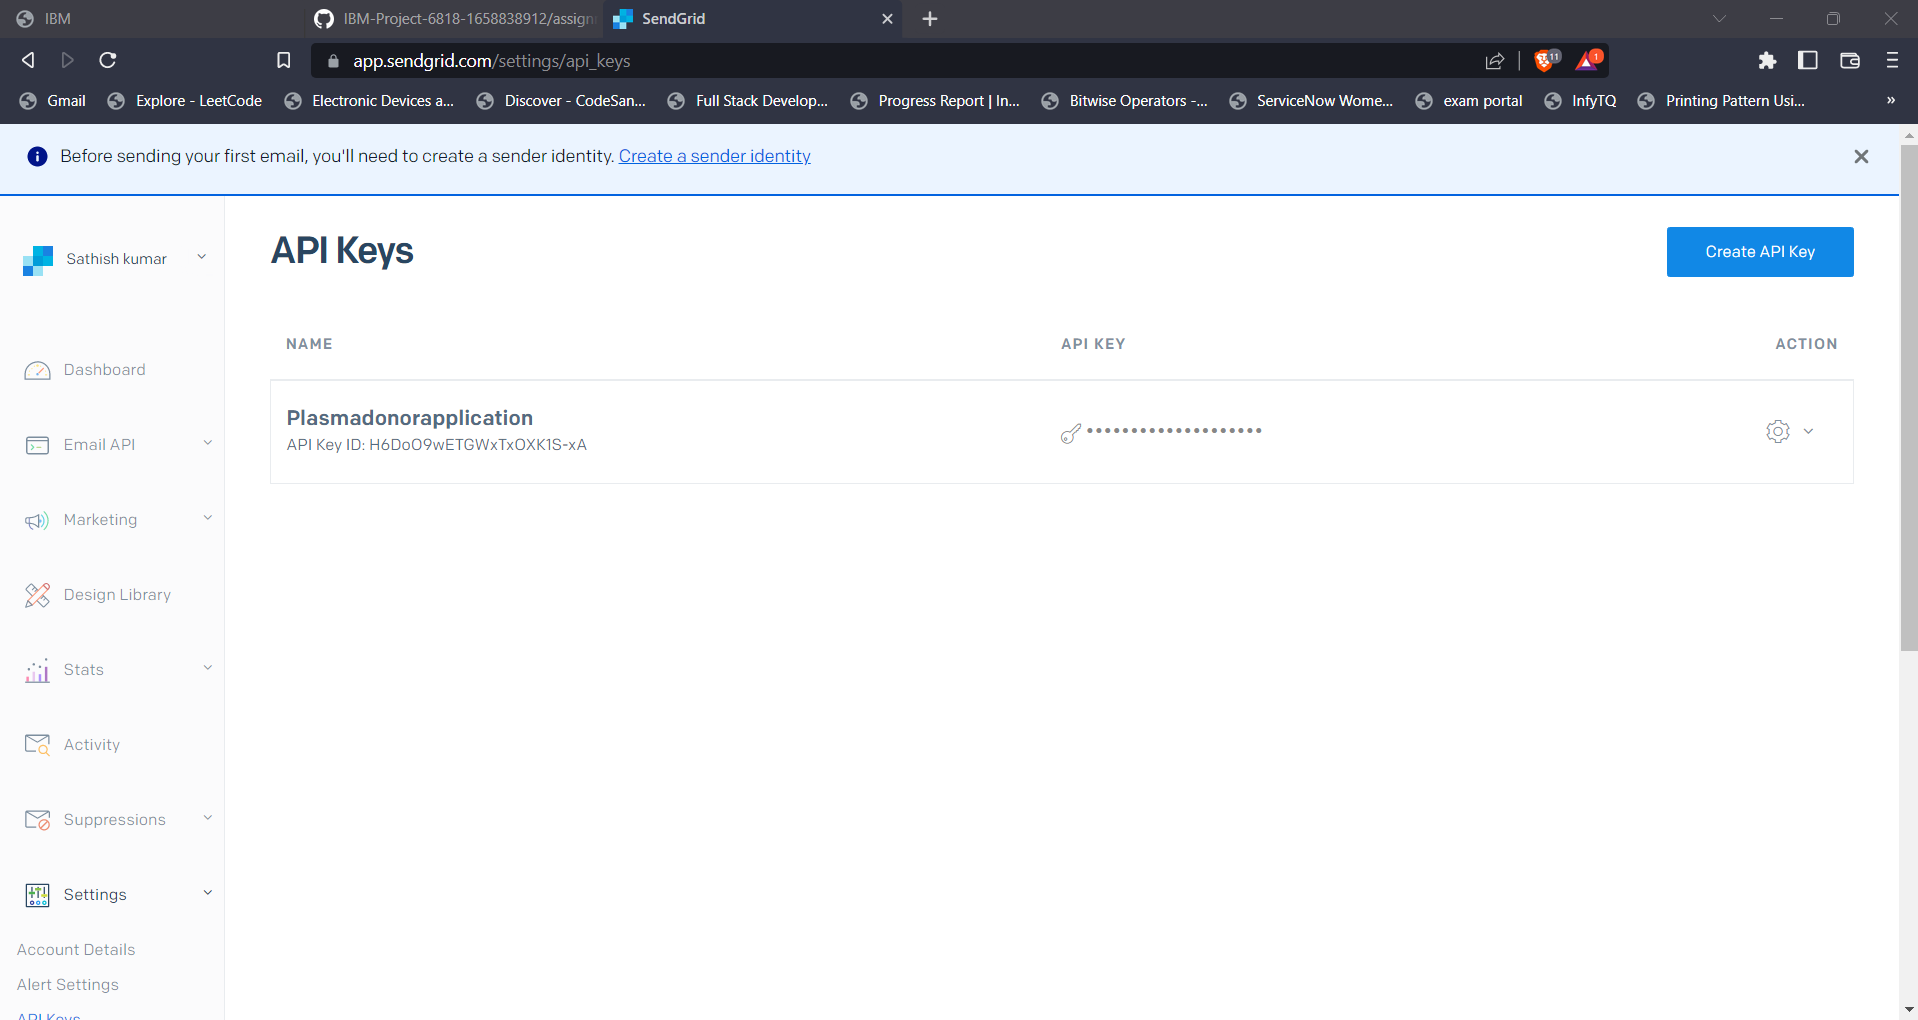 IBM
IBM-Project-6818-1658838912/assign
SendGrid
app.sendgrid.com/settings/api_keys
11
1
Gmail
Explore - LeetCode
Electronic Devices a...
Discover - CodeSan...
Full Stack Develop...
Progress Report | In...
Bitwise Operators -...
ServiceNow Wome...
exam portal
InfyTQ
Printing Pattern Usi...
»
Before sending your first email, you'll need to create a sender identity. Create a sender identity
Sathish kumar
API Keys
Create API Key
NAME
API KEY
ACTION
Plasmadonorapplication
API Key ID: H6DoO9wETGWxTxOXK1S-xA
•••••••••••••••••••
Dashboard
Email API
Marketing
Design Library
Stats
Activity
Suppressions
Settings
Account Details
Alert Settings
API Keys